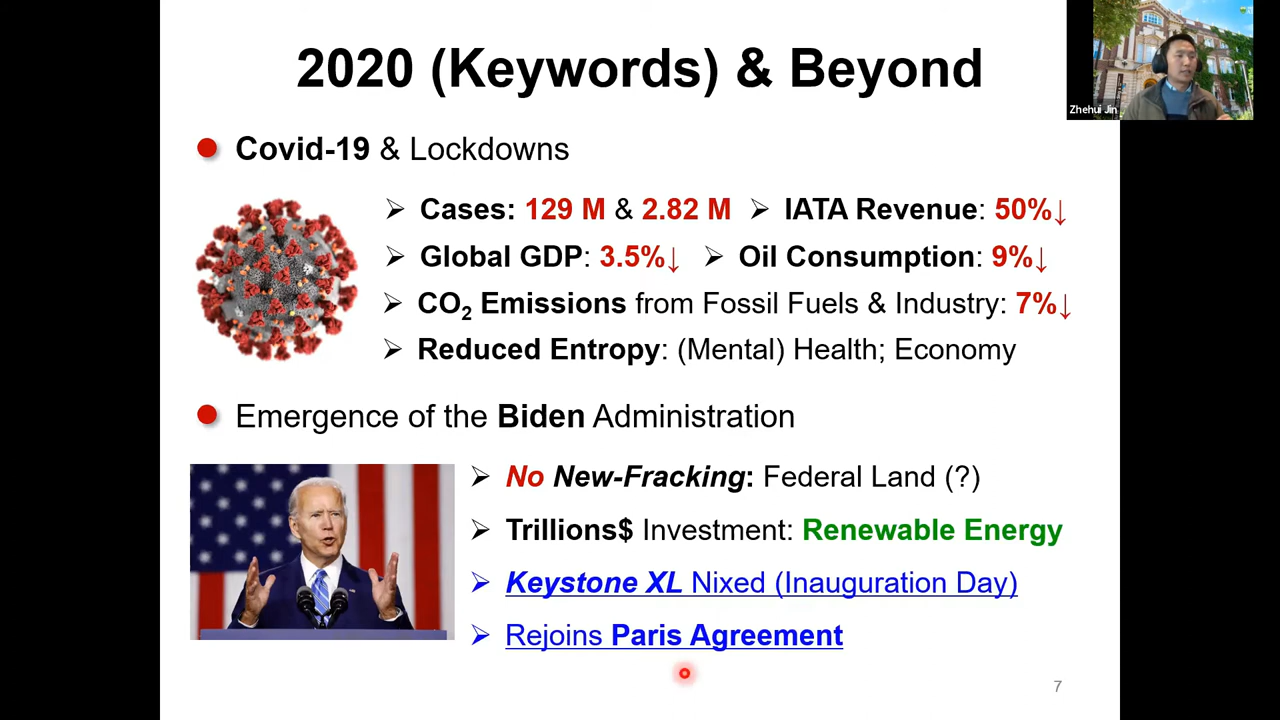 2020 (Keywords) & Beyond
Zhehui Jin
Covid-19 & Lockdowns
Cases: 129 M & 2.82 M
IATA Revenue: 50%↓
Global GDP: 3.5%↓
Oil Consumption: 9%↓
CO₂ Emissions from Fossil Fuels & Industry: 7%↓
Reduced Entropy: (Mental) Health; Economy
Emergence of the Biden Administration
No New-Fracking: Federal Land (?)
Trillions$ Investment: Renewable Energy
Keystone XL Nixed (Inauguration Day)
Rejoins Paris Agreement
7